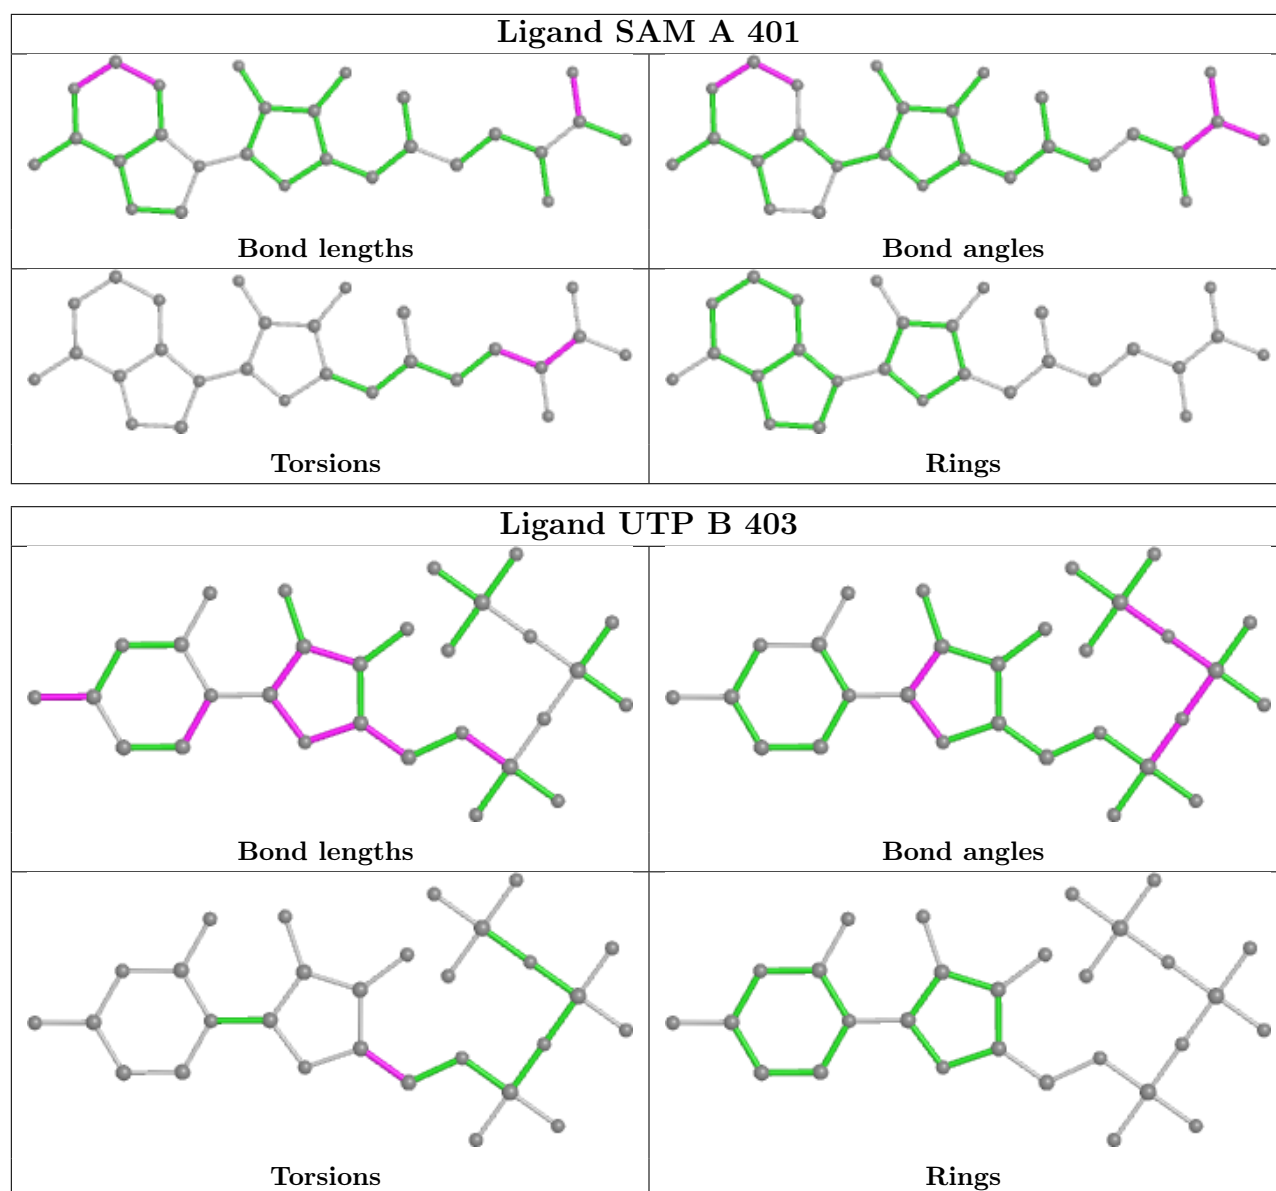 Ligand SAM A 401
Bond lengths
Bond angles
Torsions
Rings
Ligand UTP B 403
Bond lengths
Bond angles
Torsions
Rings